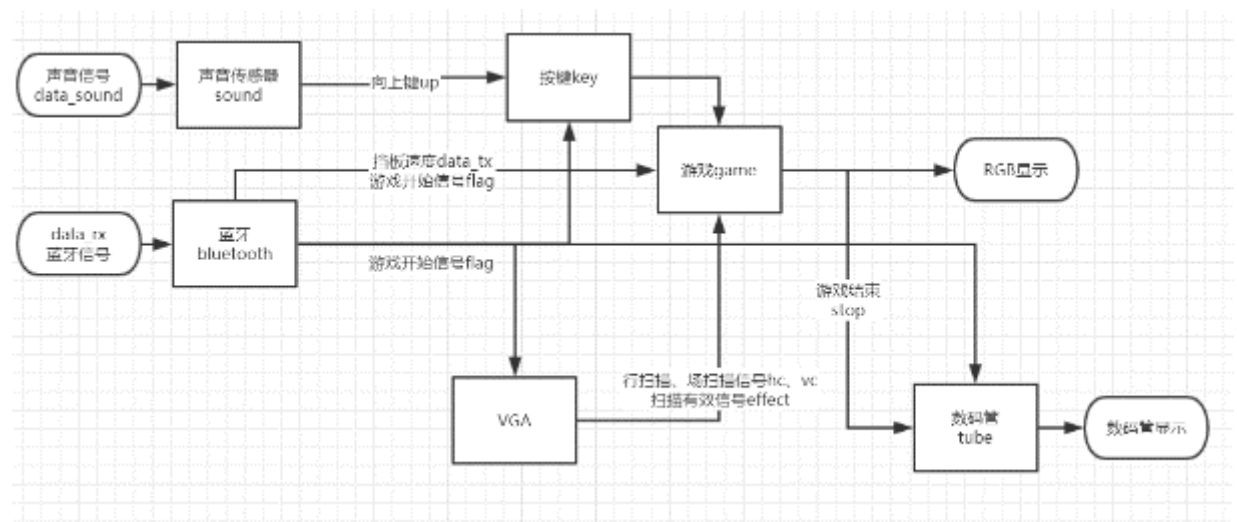 声音信号
data_sound
声音传感器
sound
向上键up
按键key
挡板速度data_tx
游戏开始信号flag
游戏game
RGB显示
data_rx
蓝牙信号
蓝牙
bluetooth
游戏开始信号flag
游戏结束
stop
行扫描、场扫描信号hc、vc
扫描有效信号effect
VGA
数码管
tube
数码管显示